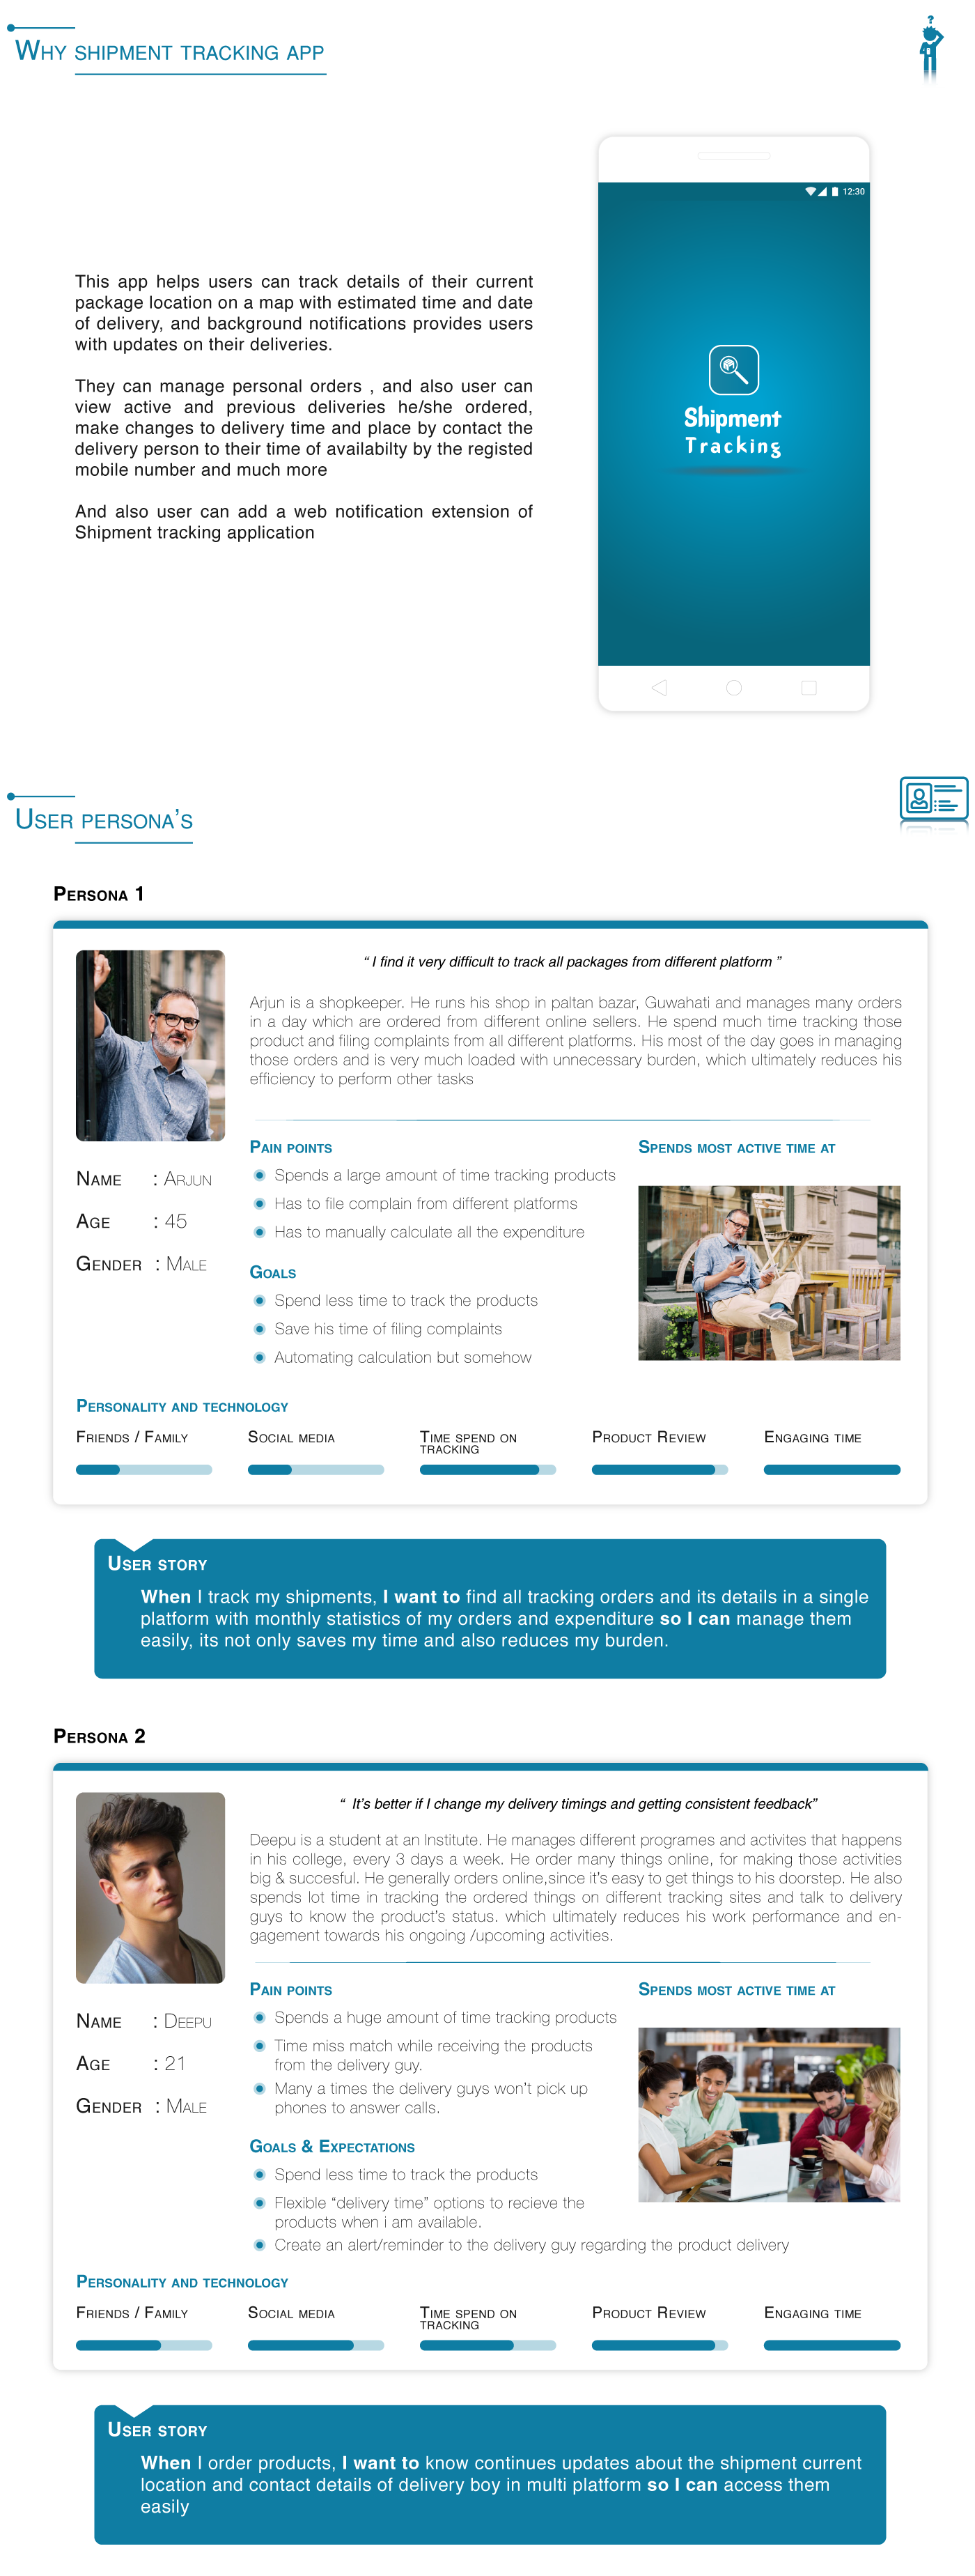 WHY SHIPMENT TRACKING APP
?
12:30
Shipment
Tracking
This app helps users can track details of their current
package location on a map with estimated time and date
of delivery, and background notifications provides users
with updates on their deliveries.
They can manage personal orders , and also user can
view active and previous deliveries he/she ordered,
make changes to delivery time and place by contact the
delivery person to their time of availabilty by the registed
mobile number and much more
And also user can add a web notification extension of
Shipment tracking application
USER PERSONA'S
PERSONA 1
“ I find it very difficult to track all packages from different platform ”
Arjun is a shopkeeper. He runs his shop in paltan bazar, Guwahati and manages many orders
in a day which are ordered from different online sellers. He spend much time tracking those
product and filing complaints from all different platforms. His most of the day goes in managing
those orders and is very much loaded with unnecessary burden, which ultimately reduces his
efficiency to perform other tasks
NAME : ARJUN
AGE : 45
GENDER : MALE
PAIN POINTS
Spends a large amount of time tracking products
Has to file complain from different platforms
Has to manually calculate all the expenditure
GOALS
Spend less time to track the products
Save his time of filing complaints
Automating calculation but somehow
SPENDS MOST ACTIVE TIME AT
PERSONALITY AND TECHNOLOGY
FRIENDS / FAMILY
SOCIAL MEDIA
TIME SPEND ON
TRACKING
PRODUCT REVIEW
ENGAGING TIME
USER STORY
When I track my shipments, I want to find all tracking orders and its details in a single
platform with monthly statistics of my orders and expenditure so I can manage them
easily, its not only saves my time and also reduces my burden.
PERSONA 2
“ It's better if I change my delivery timings and getting consistent feedback”
Deepu is a student at an Institute. He manages different programes and activites that happens
in his college, every 3 days a week. He order many things online, for making those activities
big & succesful. He generally orders online,since it's easy to get things to his doorstep. He also
spends lot time in tracking the ordered things on different tracking sites and talk to delivery
guys to know the product's status. which ultimately reduces his work performance and en-
gagement towards his ongoing /upcoming activities.
NAME : DEEPU
AGE : 21
GENDER : MALE
PAIN POINTS
Spends a huge amount of time tracking products
Time miss match while receiving the products
from the delivery guy.
Many a times the delivery guys won't pick up
phones to answer calls.
GOALS & EXPECTATIONS
Spend less time to track the products
Flexible “delivery time” options to recieve the
products when i am available.
Create an alert/reminder to the delivery guy regarding the product delivery
SPENDS MOST ACTIVE TIME AT
PERSONALITY AND TECHNOLOGY
FRIENDS / FAMILY
SOCIAL MEDIA
TIME SPEND ON
TRACKING
PRODUCT REVIEW
ENGAGING TIME
USER STORY
When I order products, I want to know continues updates about the shipment current
location and contact details of delivery boy in multi platform so I can access them
easily